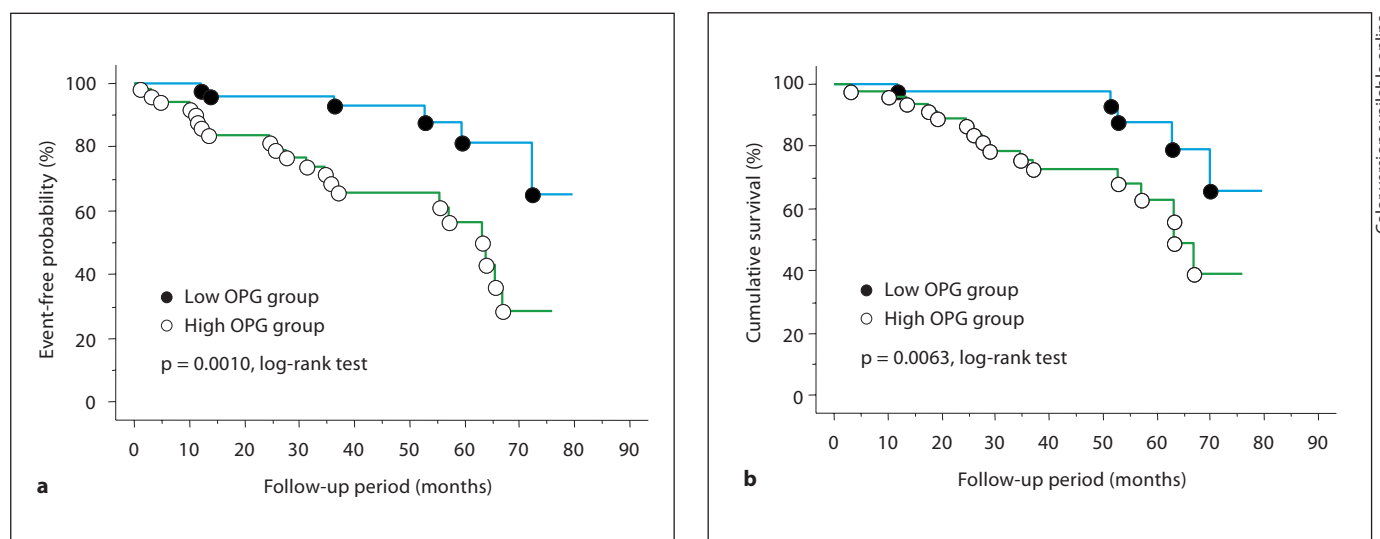 100
80
60
40
20
0
Event-free probability (%)
Low OPG group
High OPG group
p = 0.0010, log-rank test
0 10 20 30 40 50 60 70 80 90
Follow-up period (months)
a
100
80
60
40
20
0
Cumulative survival (%)
Low OPG group
High OPG group
p = 0.0063, log-rank test
0 10 20 30 40 50 60 70 80 90
Follow-up period (months)
b
available online